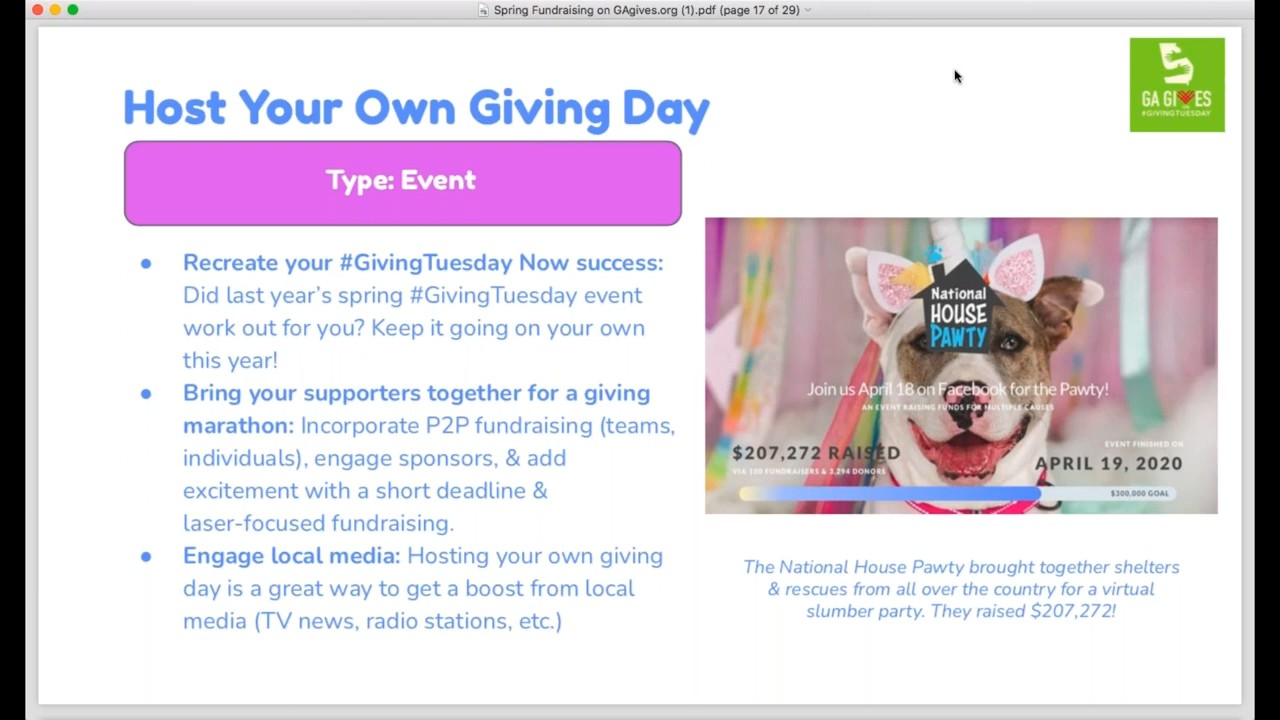 Spring Fundraising on GAgives.org (1).pdf (page 17 of 29)
GA GIVES
ON
#GIVINGTUESDAY
Host Your Own Giving Day
Type: Event
● Recreate your #GivingTuesday Now success:
Did last year’s spring #GivingTuesday event
work out for you? Keep it going on your own
this year!
● Bring your supporters together for a giving
marathon: Incorporate P2P fundraising (teams,
individuals), engage sponsors, & add
excitement with a short deadline &
laser-focused fundraising.
● Engage local media: Hosting your own giving
day is a great way to get a boost from local
media (TV news, radio stations, etc.)
National
HOUSE
PAWTY
Join us April 18 on Facebook for the Pawty!
AN EVENT RAISING FUNDS FOR MULTIPLE CAUSES
$207,272 RAISED
VIA 100 FUNDRAISERS & 3,294 DONORS
EVENT FINISHED ON
APRIL 19, 2020
$300,000 GOAL
The National House Pawty brought together shelters
& rescues from all over the country for a virtual
slumber party. They raised $207,272!